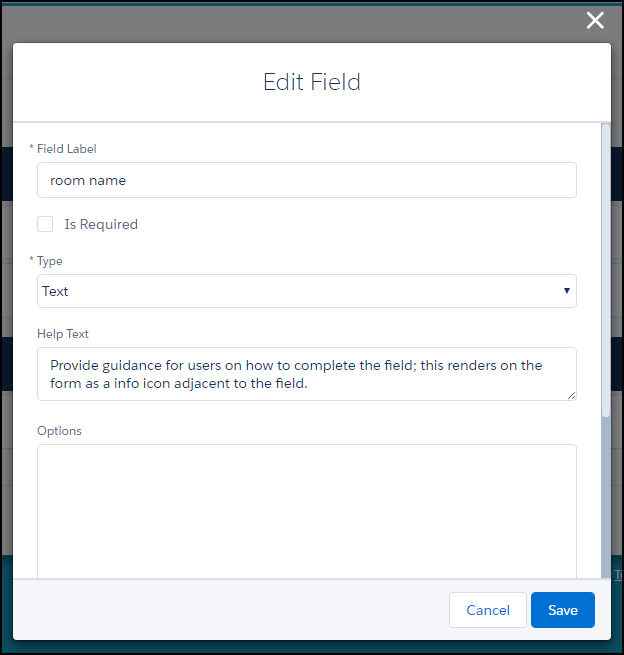 Edit Field
* Field Label
room name
Is Required
* Type
Text
Help Text
Provide guidance for users on how to complete the field; this renders on the
form as a info icon adjacent to the field.
Options
Cancel
Save